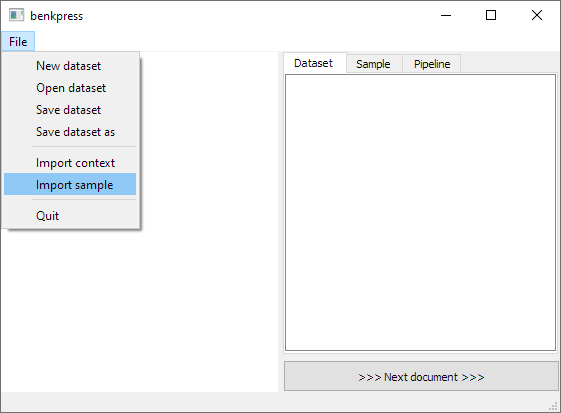 benkpress
File
New dataset
Open dataset
Save dataset
Save dataset as
Import context
Import sample
Quit
Dataset Sample Pipeline
>>> Next document >>>